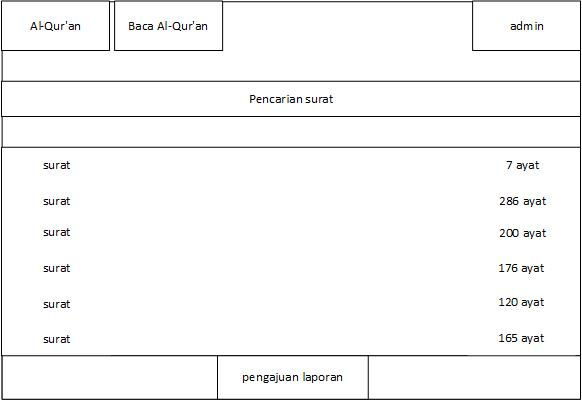 Al-Qur'an Baca Al-Qur'an admin
Pencarian surat
surat 7 ayat
surat 286 ayat
surat 200 ayat
surat 176 ayat
surat 120 ayat
surat 165 ayat
pengajuan laporan